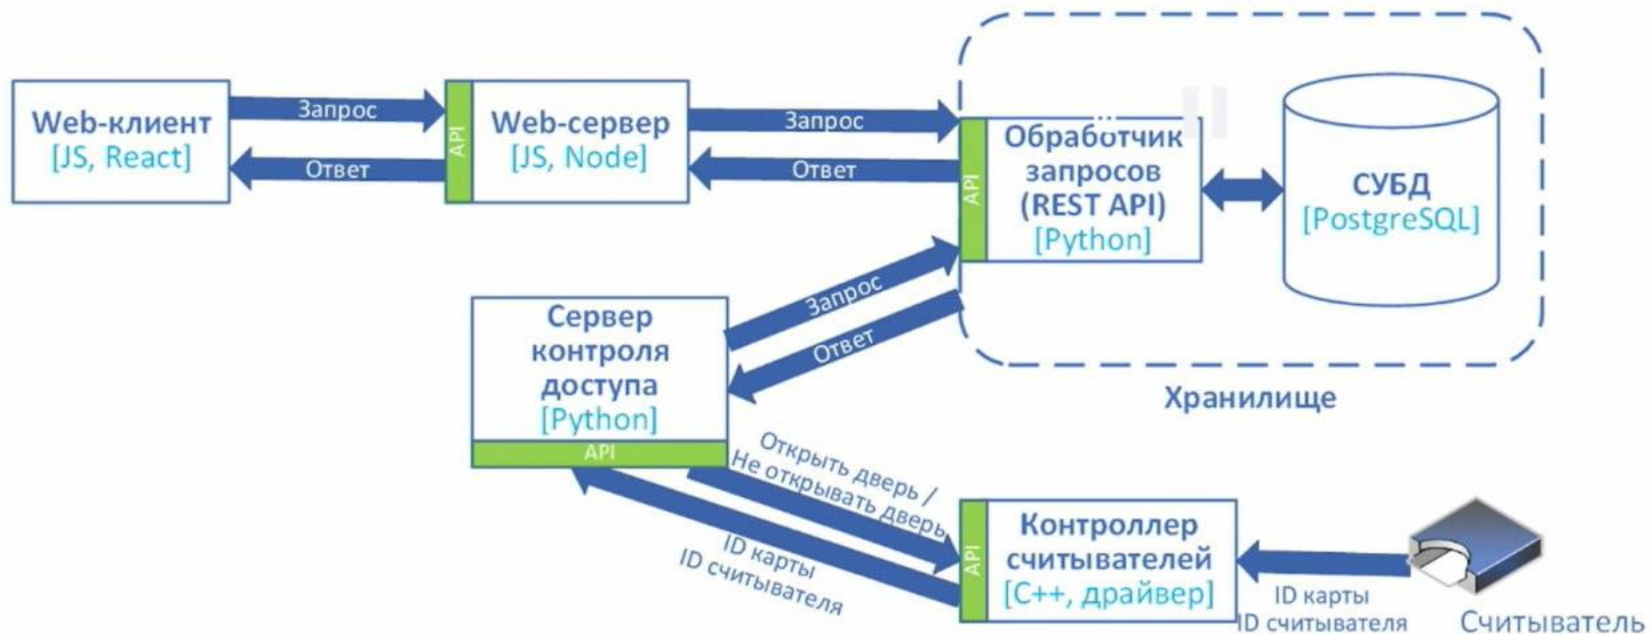 Web-клиент
[JS, React]
Запрос
Ответ
API
Web-сервер
[JS, Node]
Запрос
Ответ
API
Обработчик
запросов
(REST API)
[Python]
СУБД
[PostgreSQL]
Хранилище
Запрос
Ответ
Сервер
контроля
доступа
[Python]
API
Открыть дверь /
Не открывать дверь
ID карты
ID считывателя
API
Контроллер
считывателей
[C++, драйвер]
ID карты
ID считывателя
Считыватель